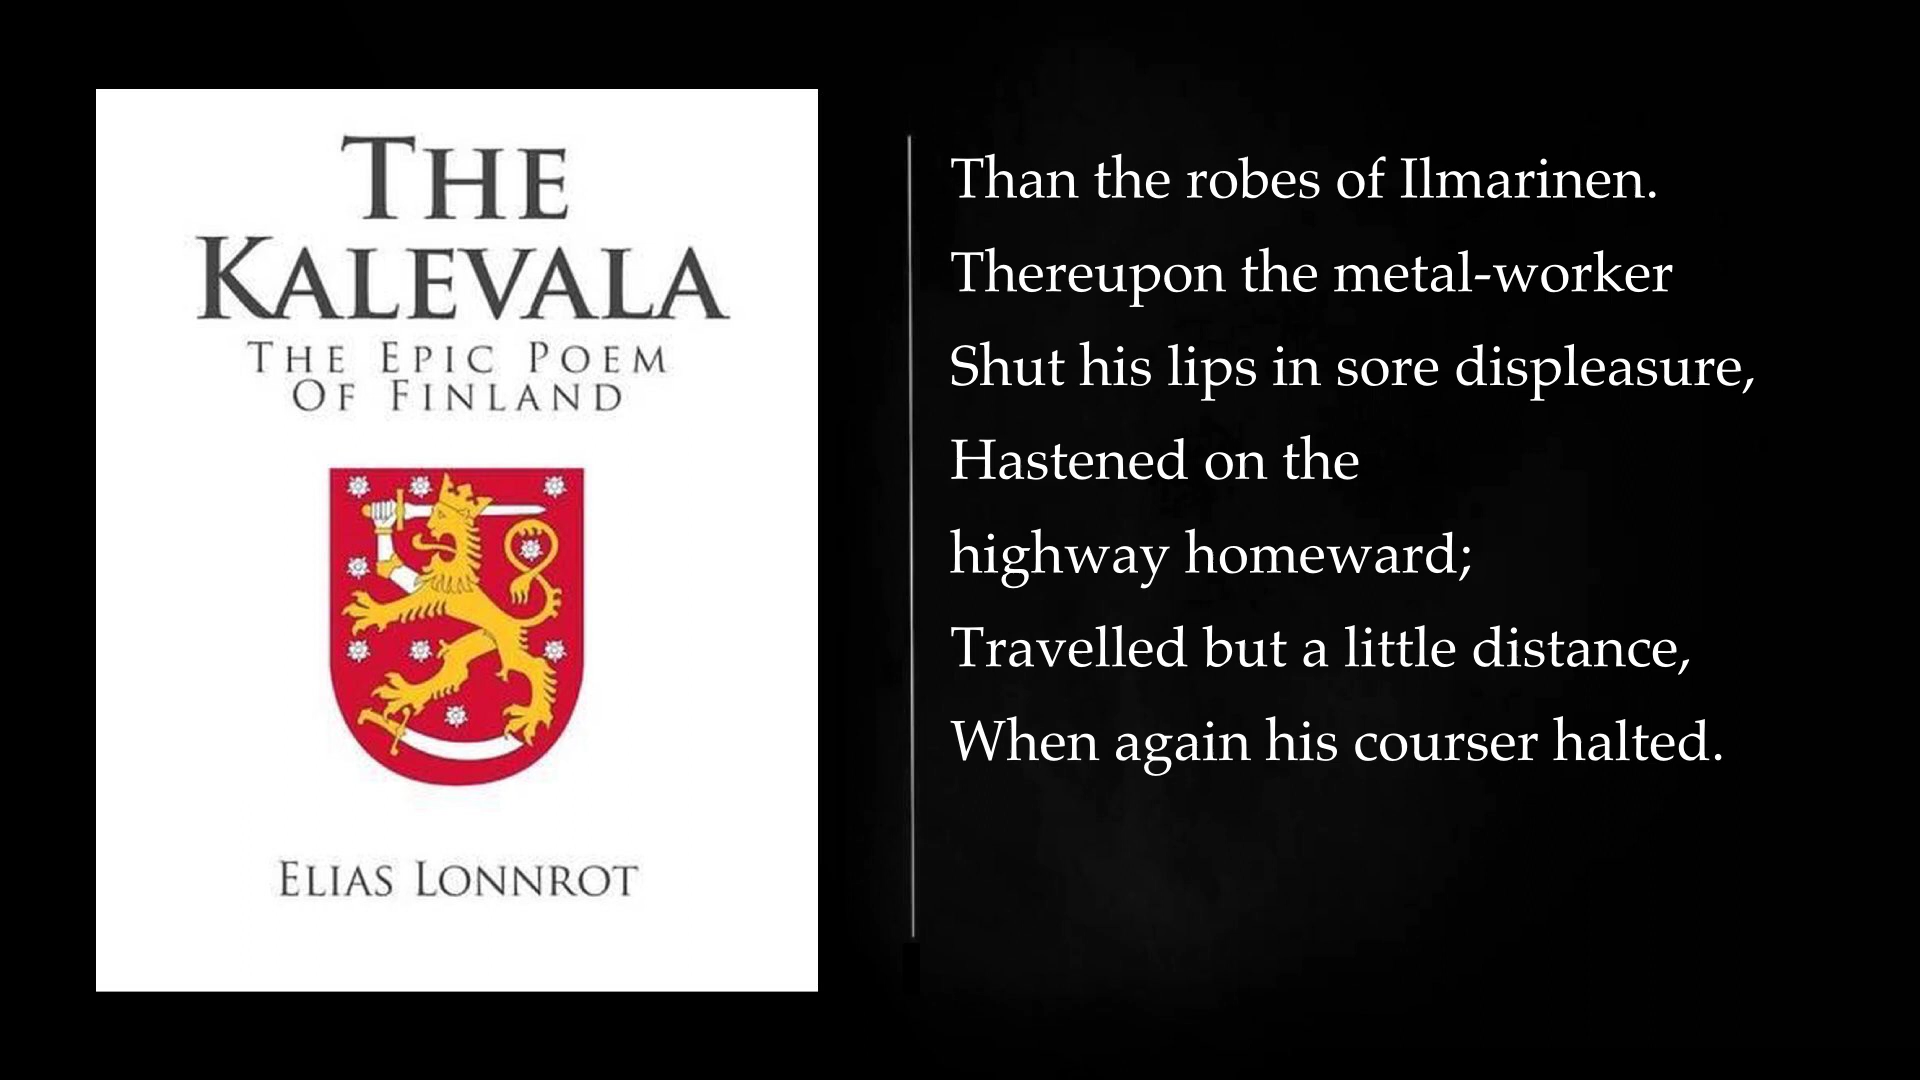 THE
KALEVALA
THE EPIC POEM
OF FINLAND
ELIAS LONNROT
Than the robes of Ilmarinen.
Thereupon the metal-worker
Shut his lips in sore displeasure,
Hastened on the
highway homeward;
Travelled but a little distance,
When again his courser halted.